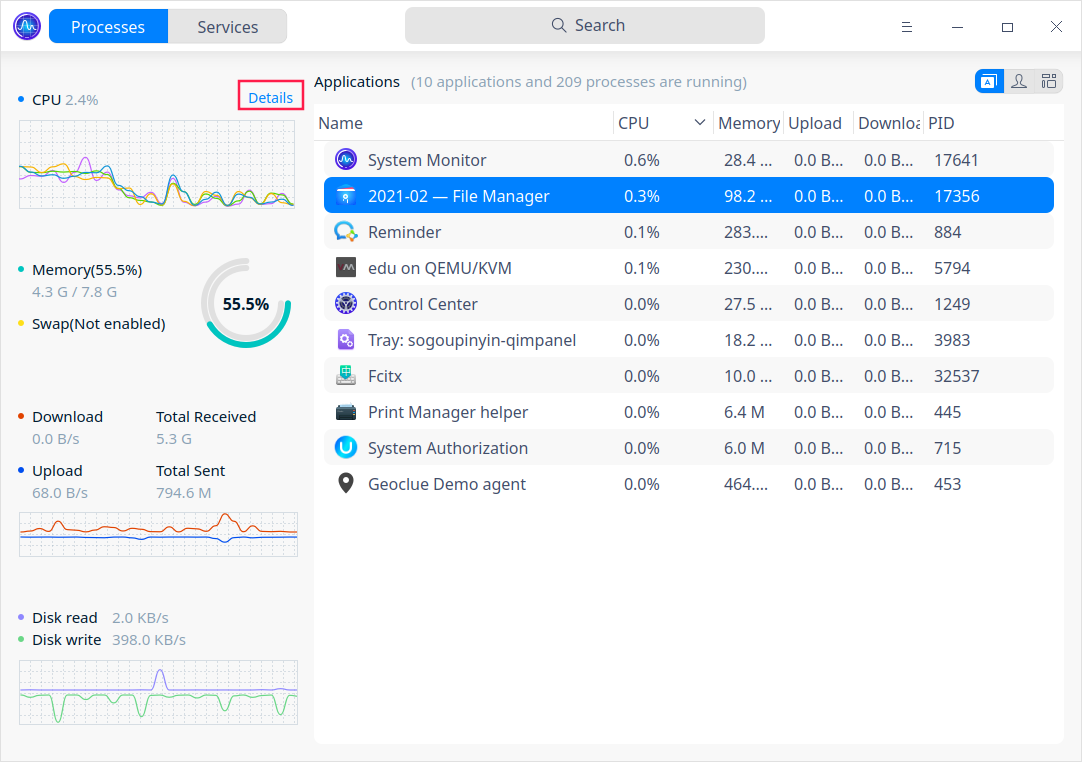 Processes Services Search
CPU 2.4% Details
Memory(55.5%)
4.3 G / 7.8 G
55.5%
Swap(Not enabled)
Download Total Received
0.0 B/s 5.3 G
Upload Total Sent
68.0 B/s 794.6 M
Disk read 2.0 KB/s
Disk write 398.0 KB/s
Applications (10 applications and 209 processes are running)
Name CPU Memory Upload Downloa PID
System Monitor 0.6% 28.4 ... 0.0 B... 0.0 B... 17641
2021-02 — File Manager 0.3% 98.2 ... 0.0 B... 0.0 B... 17356
Reminder 0.1% 283.... 0.0 B... 0.0 B... 884
edu on QEMU/KVM 0.1% 230.... 0.0 B... 0.0 B... 5794
Control Center 0.0% 27.5 ... 0.0 B... 0.0 B... 1249
Tray: sogoupinyin-qimpanel 0.0% 18.2 ... 0.0 B... 0.0 B... 3983
Fcitx 0.0% 10.0 ... 0.0 B... 0.0 B... 32537
Print Manager helper 0.0% 6.4 M 0.0 B... 0.0 B... 445
System Authorization 0.0% 6.0 M 0.0 B... 0.0 B... 715
Geoclue Demo agent 0.0% 464.... 0.0 B... 0.0 B... 453